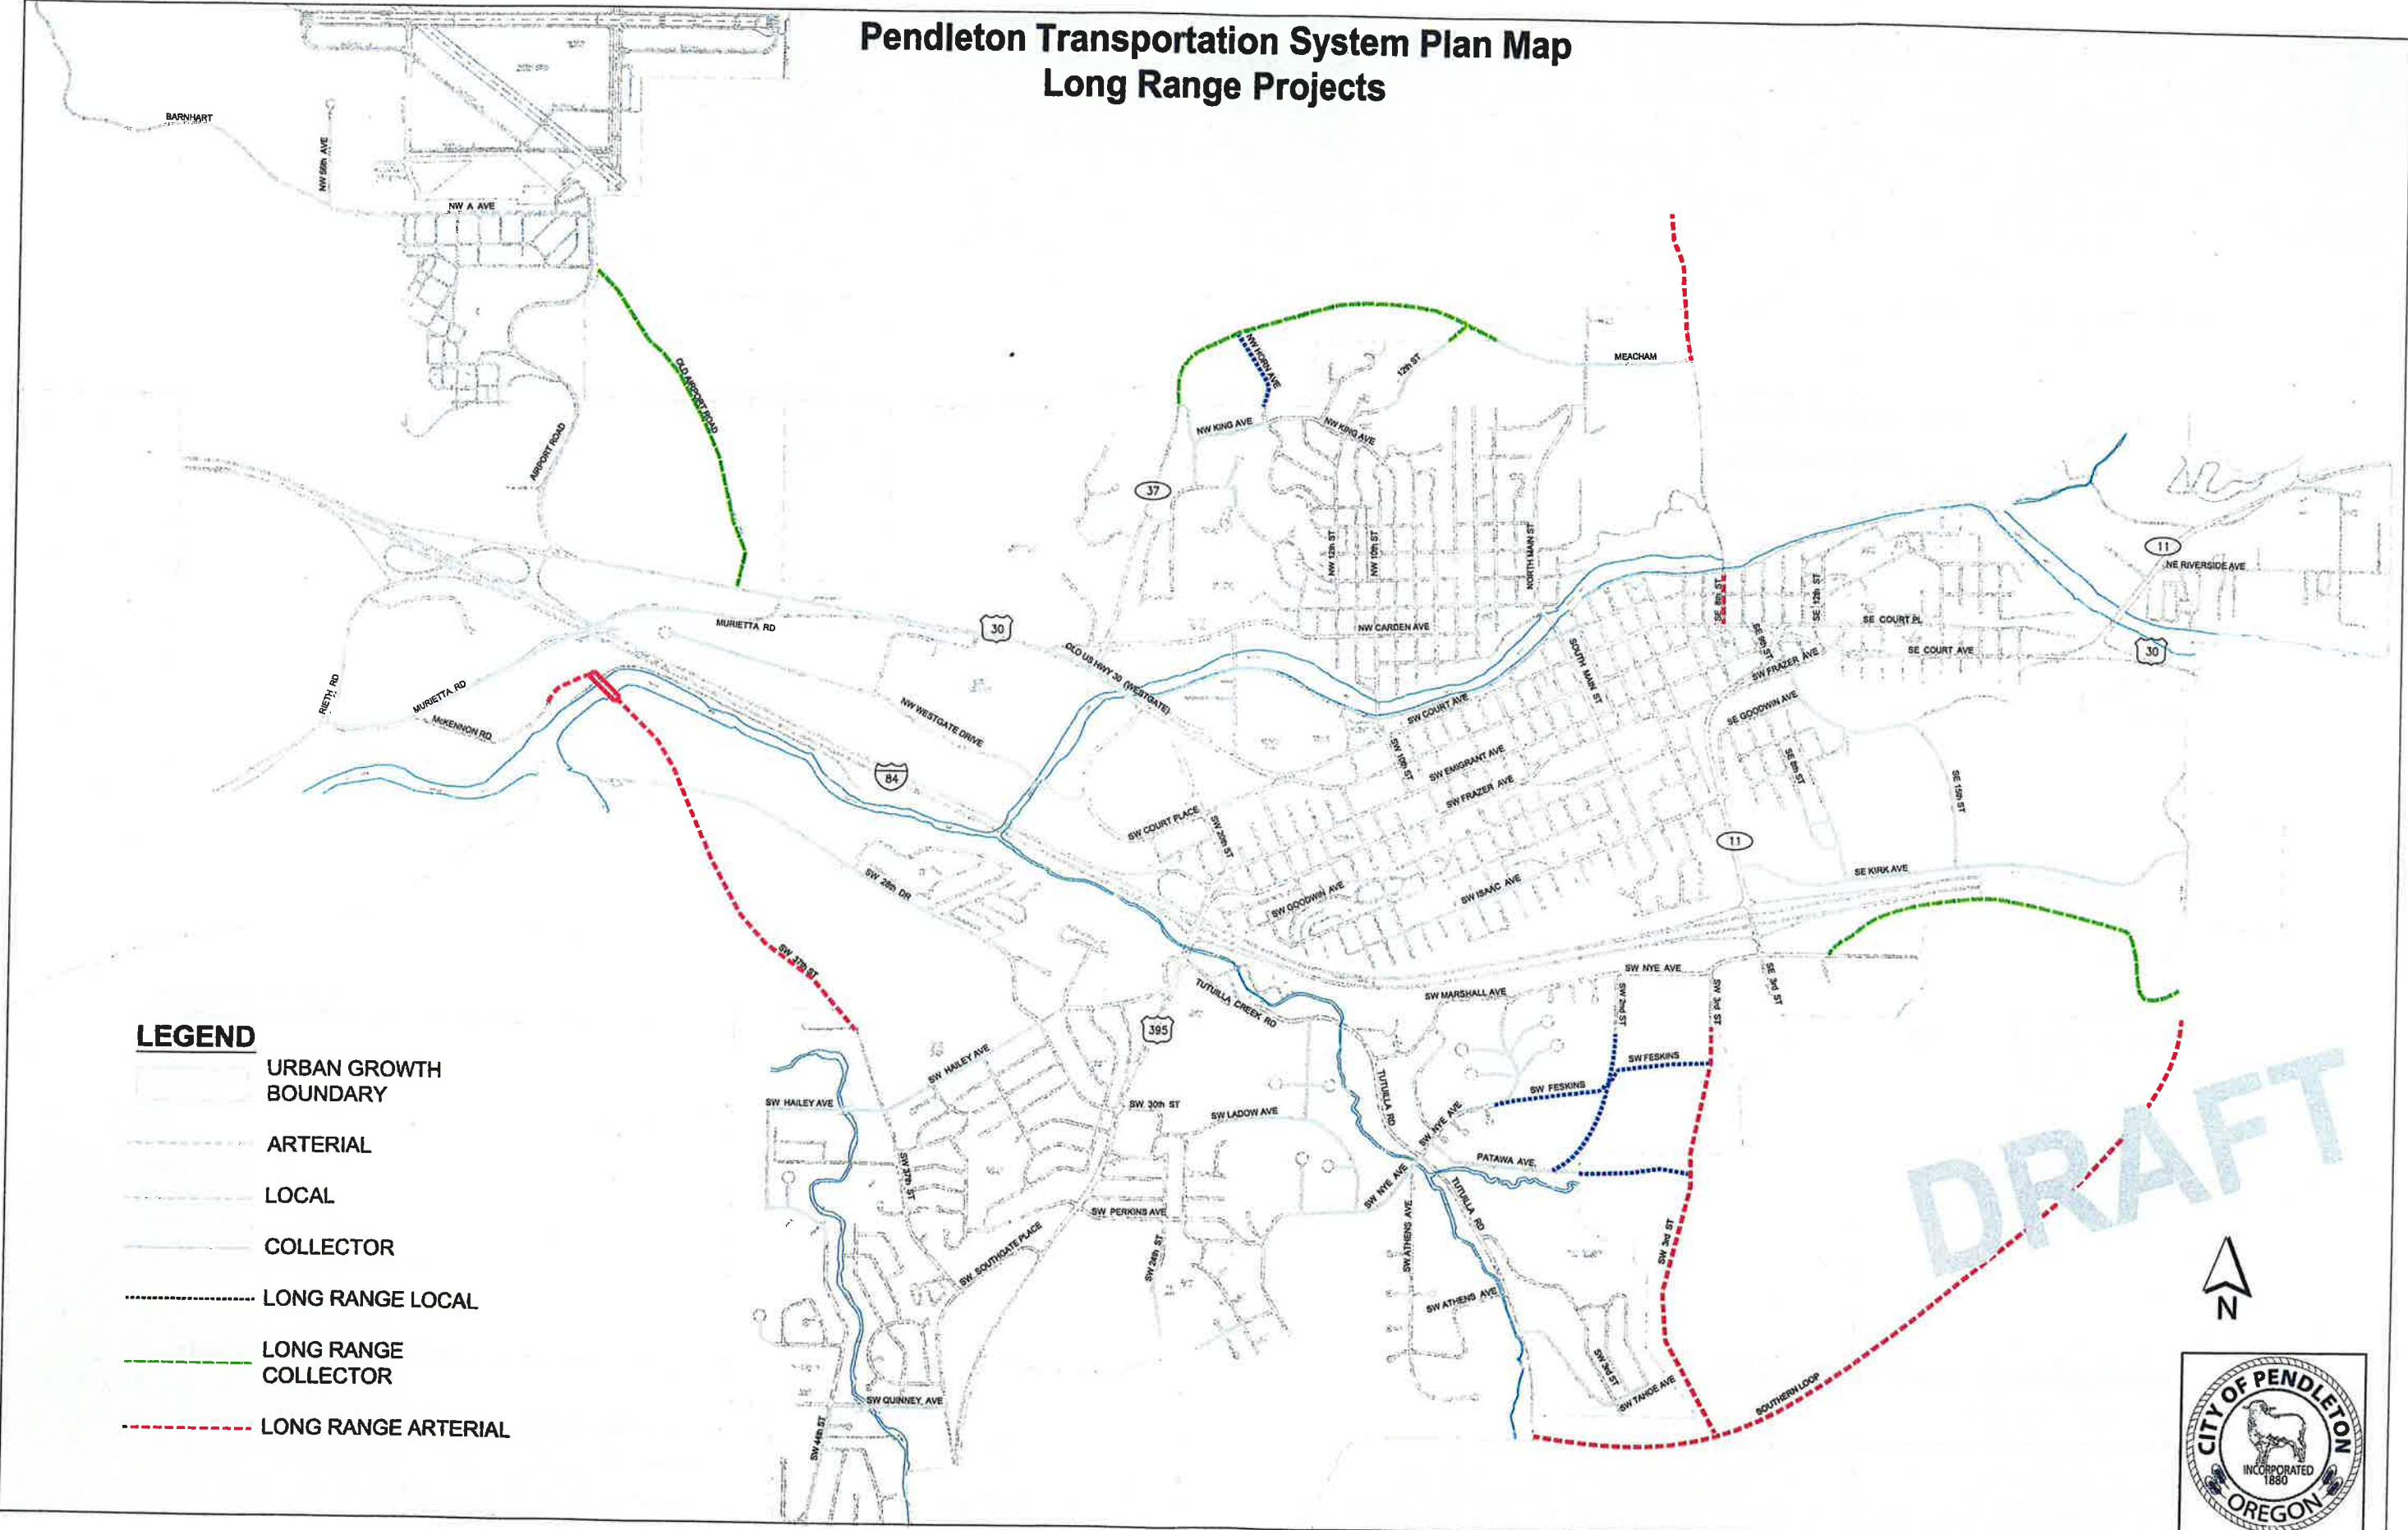 Pendleton Transportation System Plan Map
Long Range Projects
BARNHART
NW 56th AVE
NW A AVE
OLD AIRPORT ROAD
AIRPORT ROAD
NW HORN AVE
12th ST
MEACHAM
NW KING AVE
NW KING AVE
37
NW 12th ST
NW 10th ST
NORTH MAIN ST
11
NE RIVERSIDE AVE
SE 8th ST
SE 12th ST
SE COURT PL
SE COURT AVE
30
30
MURIETTA RD
NW CARDEN AVE
OLD US HWY 30 (WESTGATE)
SOUTH MAIN ST
SE 9th ST
SW FRAZER AVE
RIETH RD
MURIETTA RD
McKENNON RD
NW WESTGATE DRIVE
SW COURT AVE
SE GOODWIN AVE
84
SW 10th ST
SW EMIGRANT AVE
SW FRAZER AVE
SE 8th ST
SE 15th ST
SW COURT PLACE
SW 20th ST
11
SW 28th DR
SW GOODWIN AVE
SW ISAAC AVE
SE KIRK AVE
SW 37th ST
TUTUILLA CREEK RD
SW MARSHALL AVE
SW NYE AVE
SW 2nd ST
SW 3rd ST
SE 3rd ST
395
SW HAILEY AVE
SW HAILEY AVE
SW 30th ST
SW LADOW AVE
TUTUILLA RD
SW NYE AVE
SW FESKINS
SW FESKINS
PATAWA AVE
SW 37th ST
SW PERKINS AVE
SW NYE AVE
SW ATHENS AVE
TUTUILLA RD
SW SOUTHGATE PLACE
SW 24th ST
SW 3rd ST
SW ATHENS AVE
SW 3rd ST
SW TAHOE AVE
SOUTHERN LOOP
SW QUINNEY AVE
SW 44th ST
LEGEND
URBAN GROWTH
BOUNDARY
ARTERIAL
LOCAL
COLLECTOR
LONG RANGE LOCAL
LONG RANGE
COLLECTOR
LONG RANGE ARTERIAL
DRAFT
N
CITY OF PENDLETON
INCORPORATED
1880
OREGON